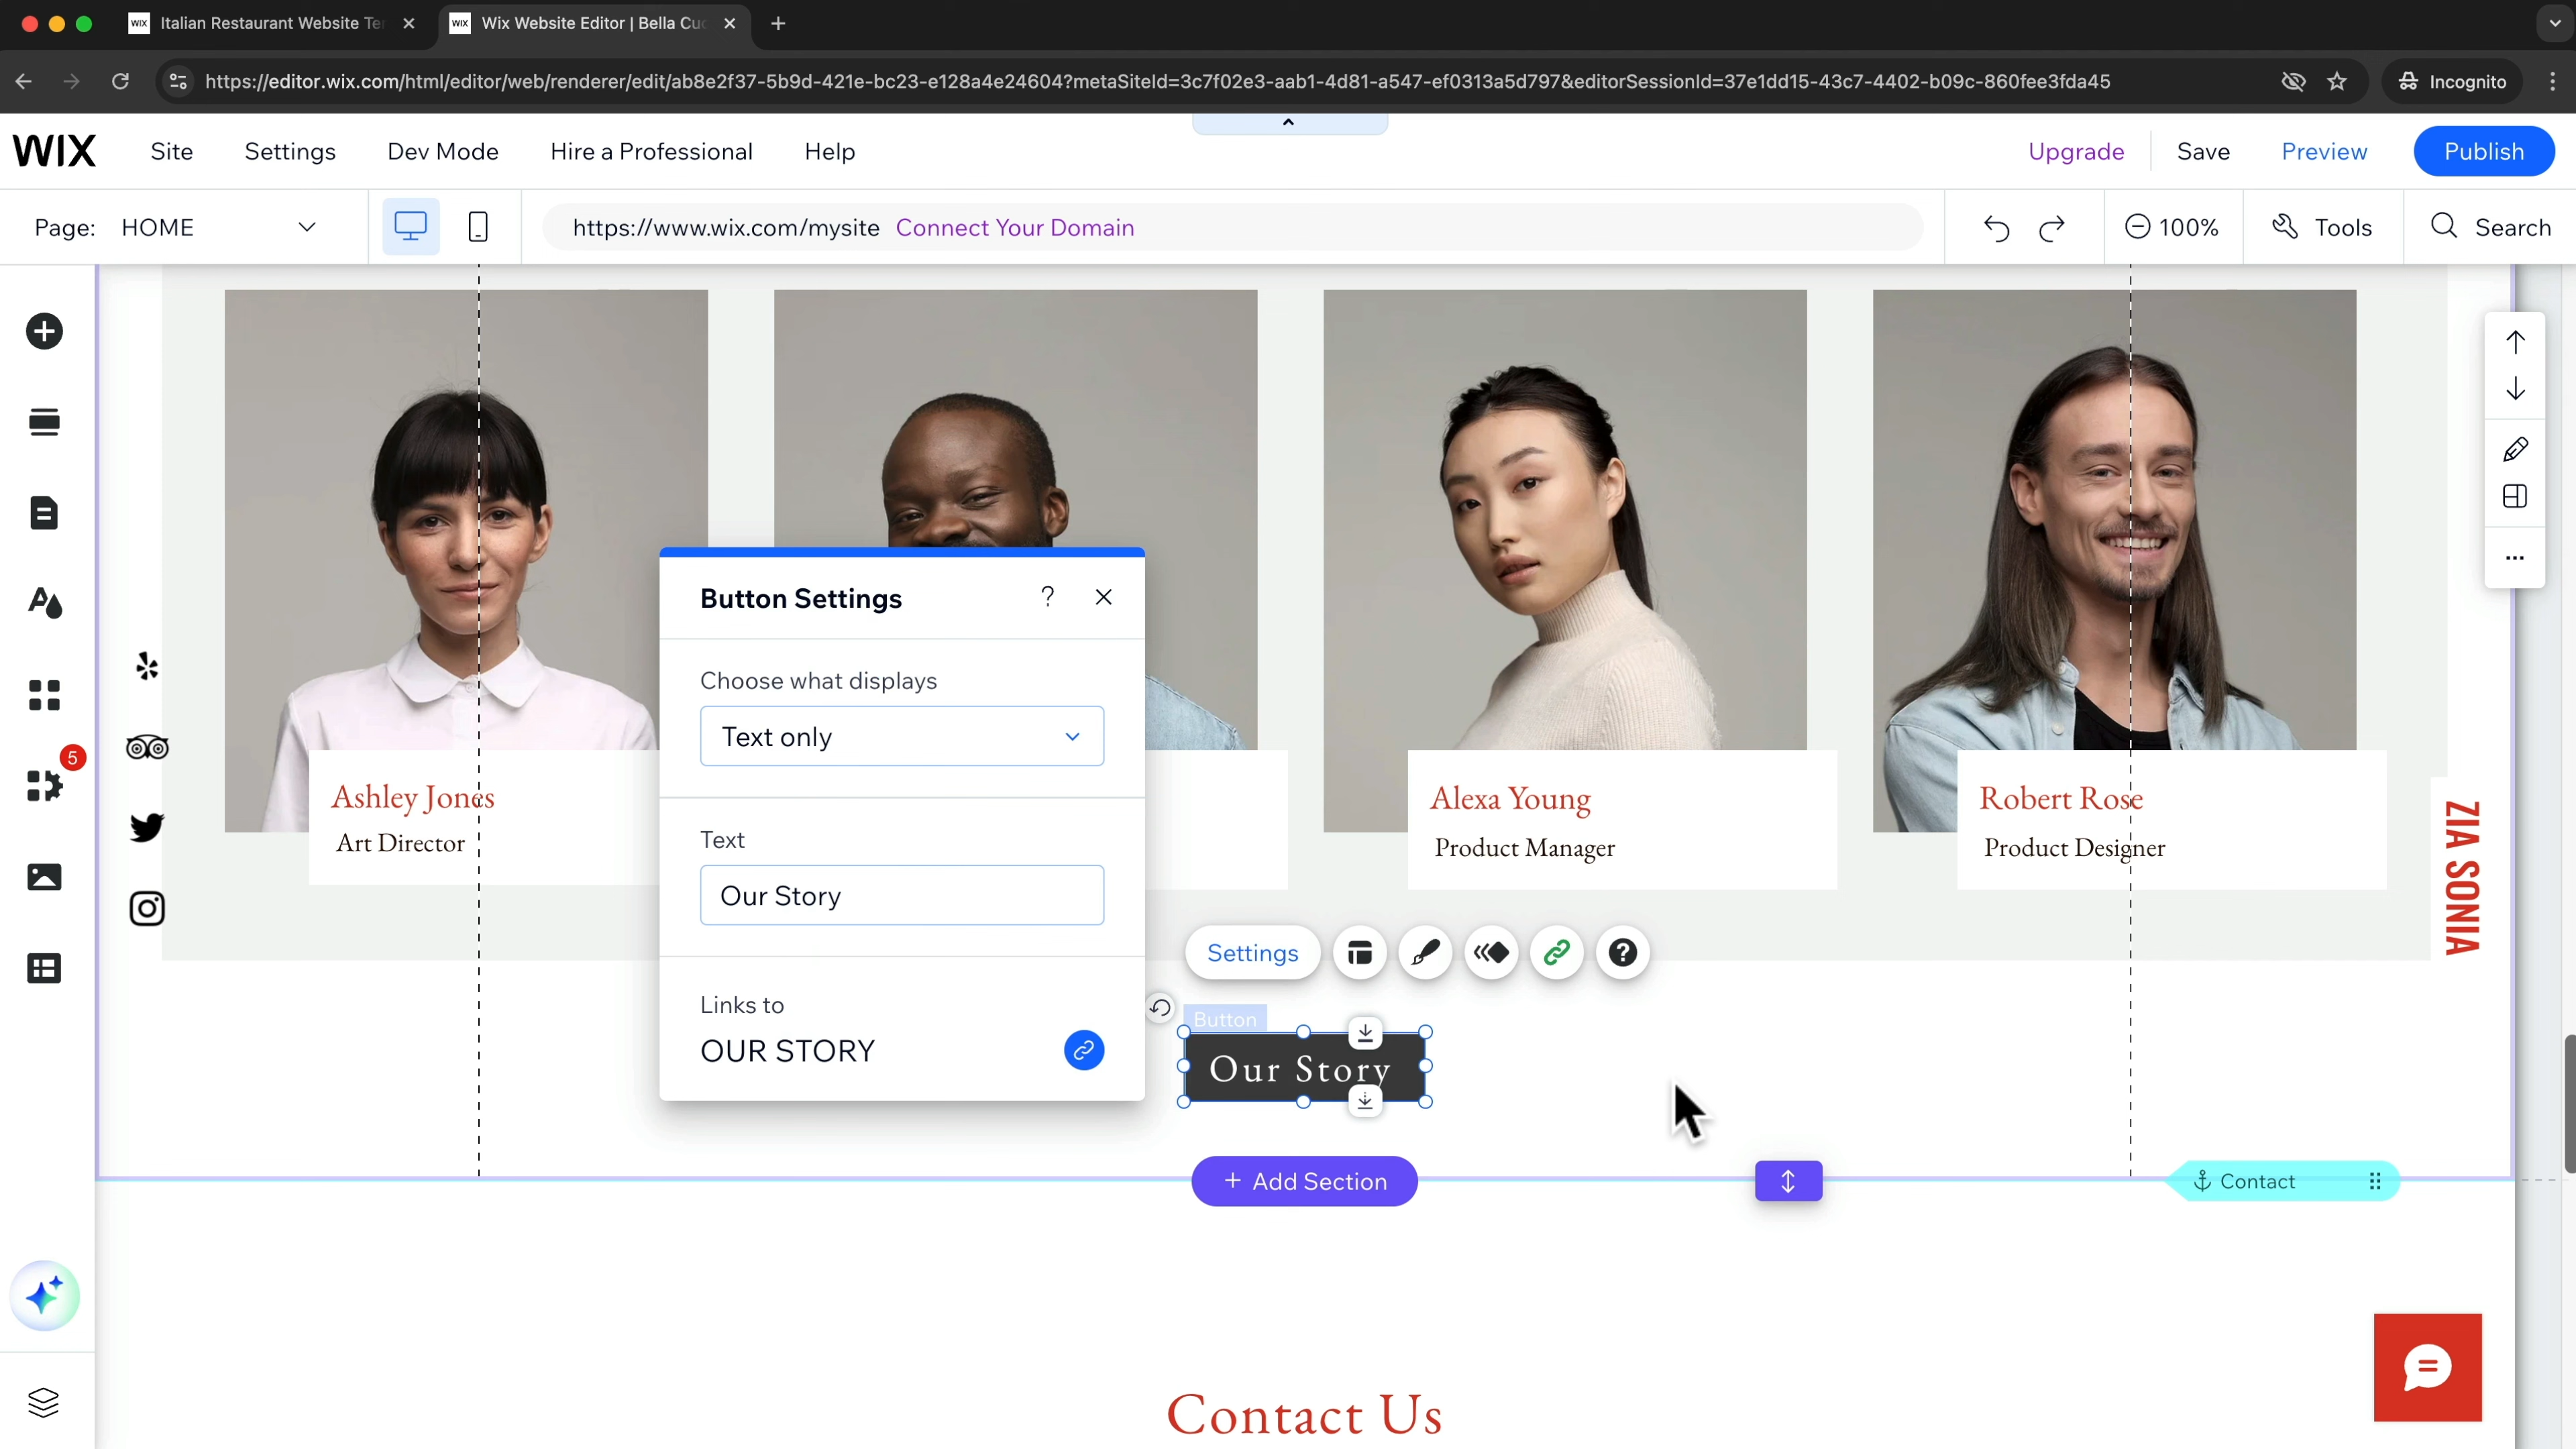 WIX Italian Restaurant Website Ter
WIX Wix Website Editor | Bella Cuc
https://editor.wix.com/html/editor/web/renderer/edit/ab8e2f37-5b9d-421e-bc23-e128a4e24604?metaSiteId=3c7f02e3-aab1-4d81-a547-ef0313a5d797&editorSessionId=37e1dd15-43c7-4402-b09c-860fee3fda45
Incognito
WIX Site Settings Dev Mode Hire a Professional Help Upgrade Save Preview Publish
Page: HOME https://www.wix.com/mysite Connect Your Domain 100% Tools Search
5
Button Settings ?
Choose what displays
Text only
Text
Our Story
Links to
OUR STORY
Ashley Jones
Art Director
Alexa Young
Product Manager
Robert Rose
Product Designer
ZIA SONIA
Settings ?
Button
Our Story
+ Add Section
Contact
Contact Us